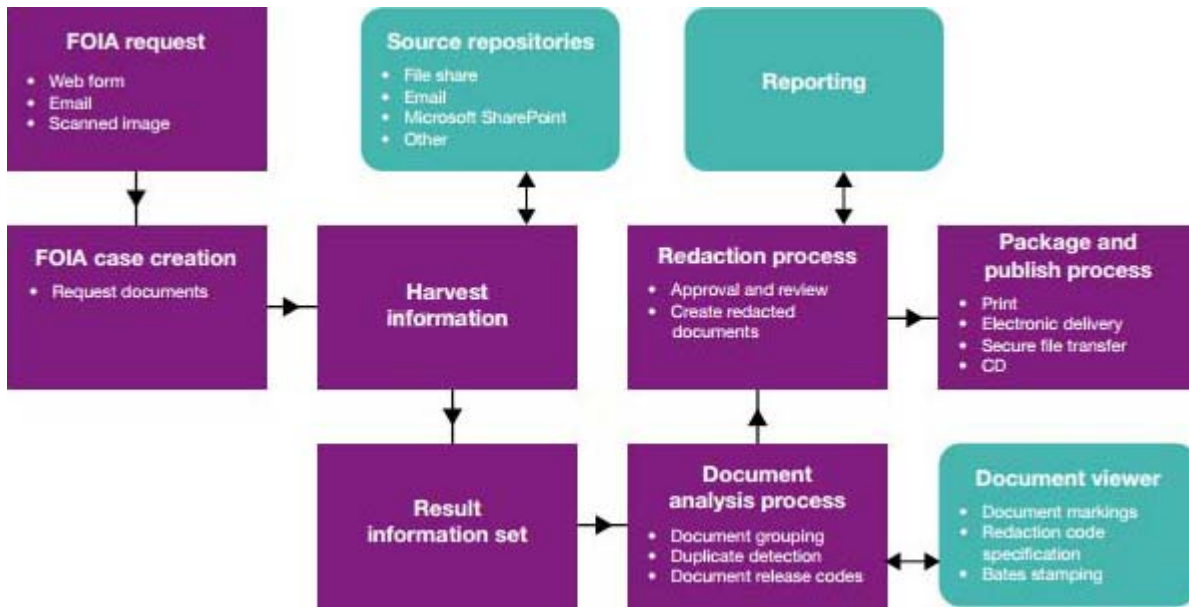 FOIA request
• Web form
• Email
• Scanned image
Source repositories
• File share
• Email
• Microsoft SharePoint
• Other
Reporting
FOIA case creation
• Request documents
Harvest
information
Redaction process
• Approval and review
• Create redacted
documents
Package and
publish process
• Print
• Electronic delivery
• Secure file transfer
• CD
Result
information set
Document
analysis process
• Document grouping
• Duplicate detection
• Document release codes
Document viewer
• Document markings
• Redaction code
specification
• Bates stamping